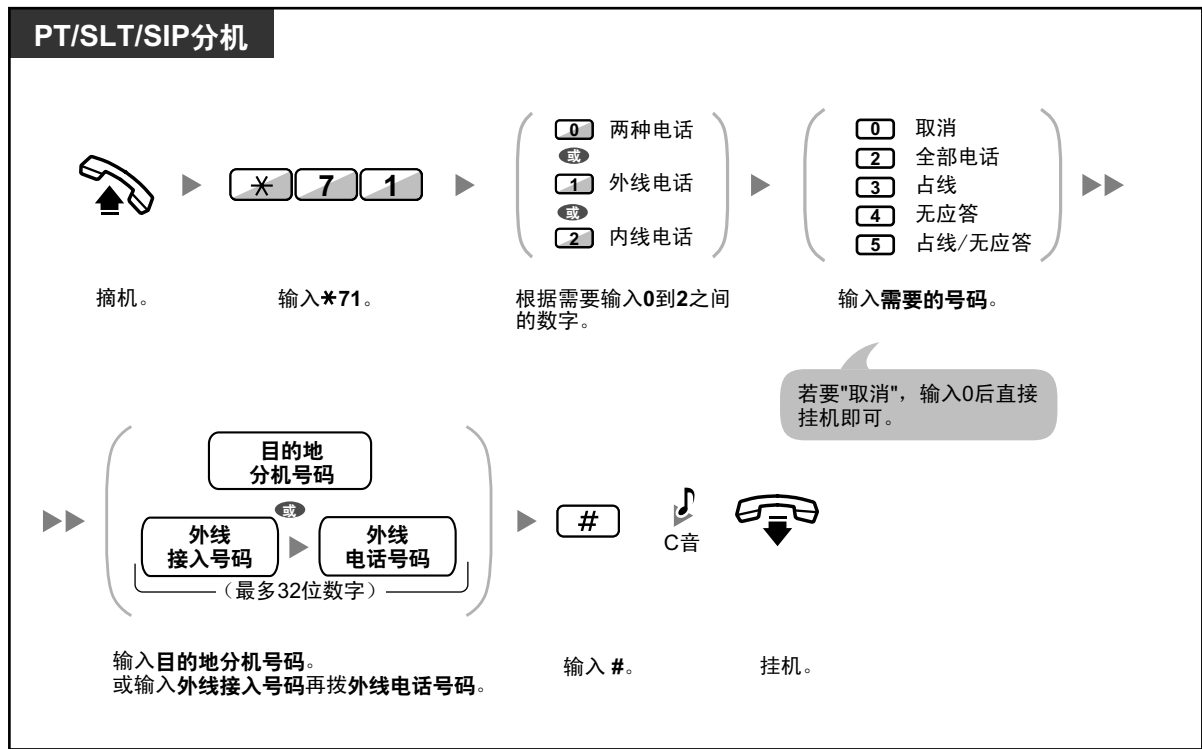 PT/SLT/SIP分机
0 两种电话
或
1 外线电话
或
2 内线电话
0 取消
2 全部电话
3 占线
4 无应答
5 占线/无应答
* 7 1
摘机。
输入*71。
根据需要输入0到2之间
的数字。
输入需要的号码。
若要"取消"，输入0后直接
挂机即可。
目的地
分机号码
或
外线
接入号码
外线
电话号码
（最多32位数字）
#
C音
输入目的地分机号码。
或输入外线接入号码再拨外线电话号码。
输入 #。
挂机。